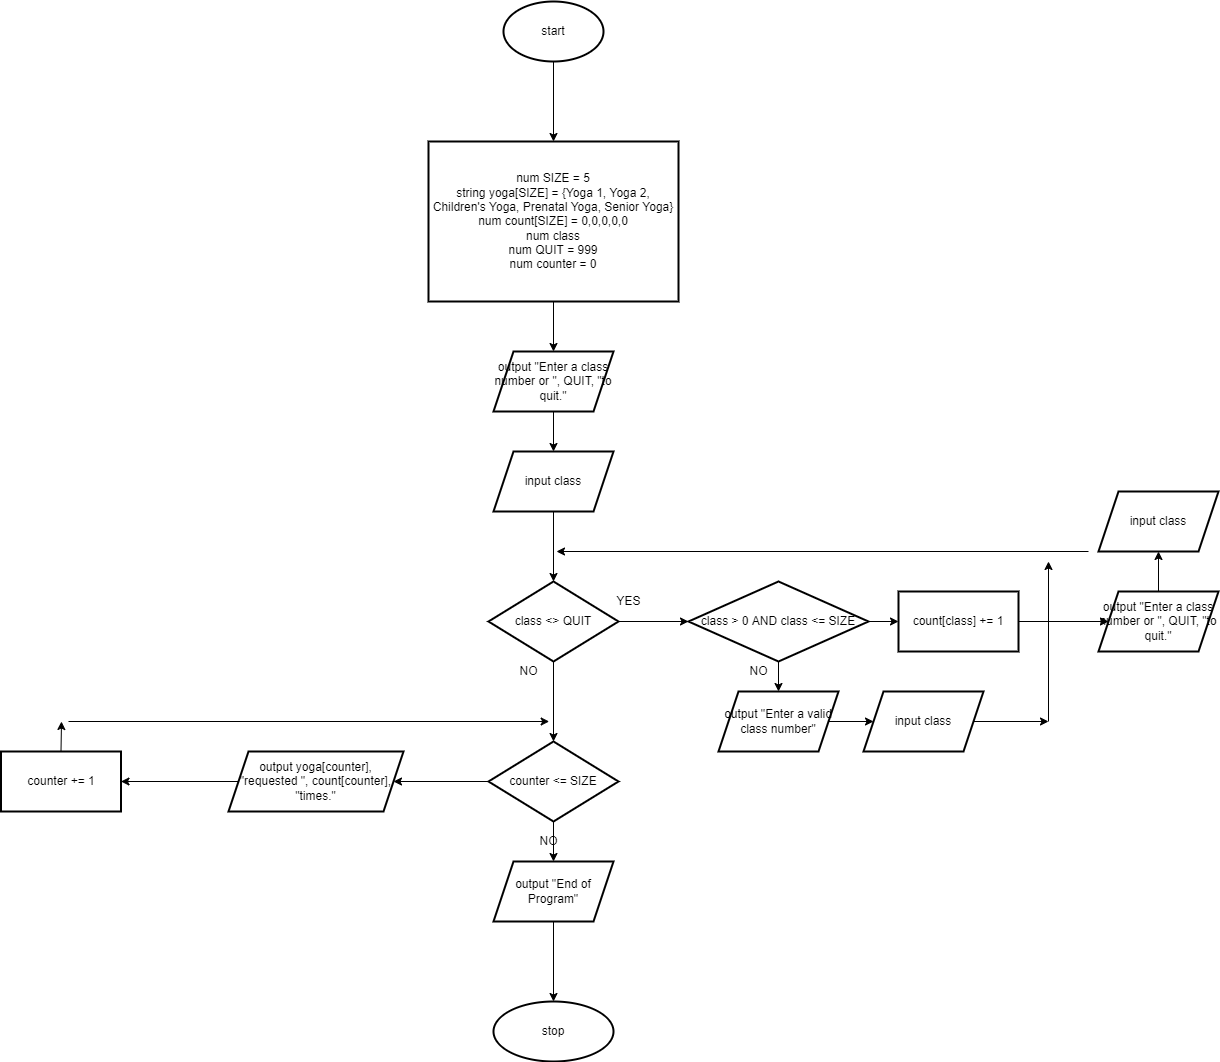 start
num SIZE = 5
string yoga[SIZE] = {Yoga 1, Yoga 2,
Children's Yoga, Prenatal Yoga, Senior Yoga}
num count[SIZE] = 0,0,0,0,0
num class
num QUIT = 999
num counter = 0
output "Enter a class
number or ", QUIT, "to
quit."
input class
input class
class <> QUIT
YES
class > 0 AND class <= SIZE
count[class] += 1
output "Enter a class
number or ", QUIT, "to
quit."
NO
NO
output "Enter a valid
class number"
input class
counter += 1
output yoga[counter],
"requested ", count[counter],
"times."
counter <= SIZE
NO
output "End of
Program"
stop